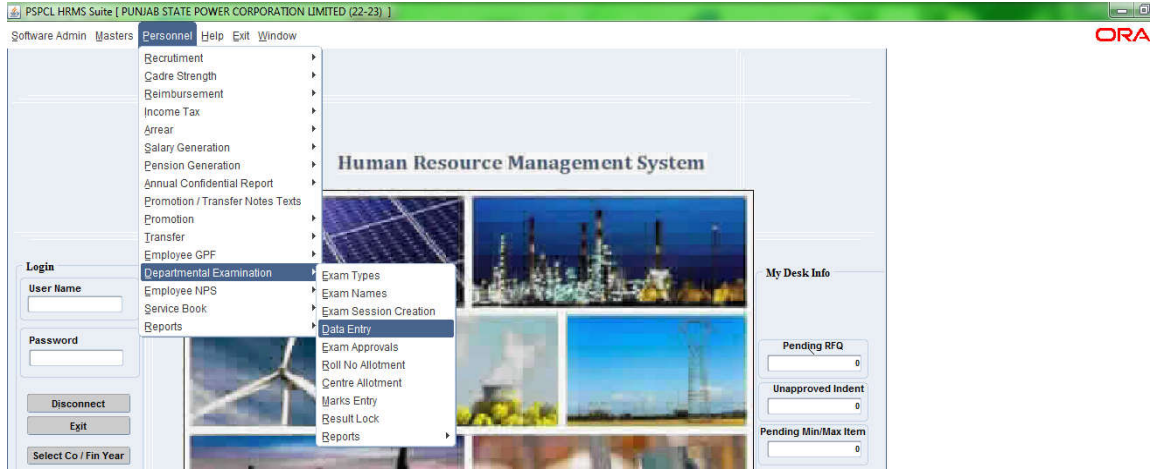 PSPCL HRMS Suite [ PUNJAB STATE POWER CORPORATION LIMITED (22-23) ]
Software Admin Masters Personnel Help Exit Window
ORA
Recrutiment
Cadre Strength
Reimbursement
Income Tax
Arrear
Salary Generation
Pension Generation
Annual Confidential Report
Promotion / Transfer Notes Texts
Promotion
Transfer
Employee GPF
Departmental Examination
Employee NPS
Service Book
Reports
Exam Types
Exam Names
Exam Session Creation
Data Entry
Exam Approvals
Roll No Allotment
Centre Allotment
Marks Entry
Result Lock
Reports
Human Resource Management System
Login
User Name
Password
Disconnect
Exit
Select Co / Fin Year
My Desk Info
Pending RFQ
0
Unapproved Indent
0
Pending Min/Max Item
0